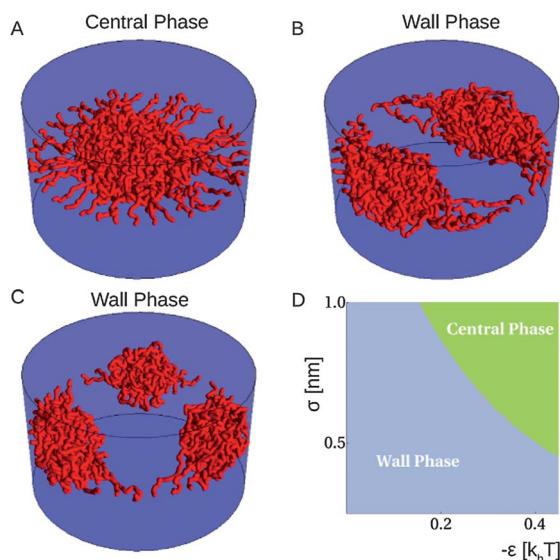 A
Central Phase
B
Wall Phase
C
Wall Phase
D
1.0
Central Phase
σ [nm]
0.5
Wall Phase
0.2
0.4
-ε [kbT]